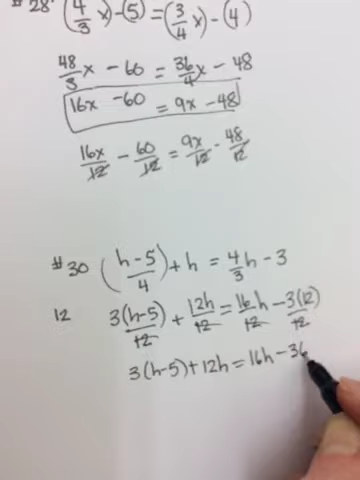 #28 (4/3 x) - (5) = (3/4 x) - (4)
48/3 x - 60 = 36/4 x - 48
16x - 60 = 9x - 48
16x/12 - 60/12 = 9x/12 - 48/12
#30 (h-5/4) + h = 4/3 h - 3
12 3(h-5)/12 + 12h/12 = 16h/12 - 3(12)/12
3(h-5) + 12h = 16h - 36